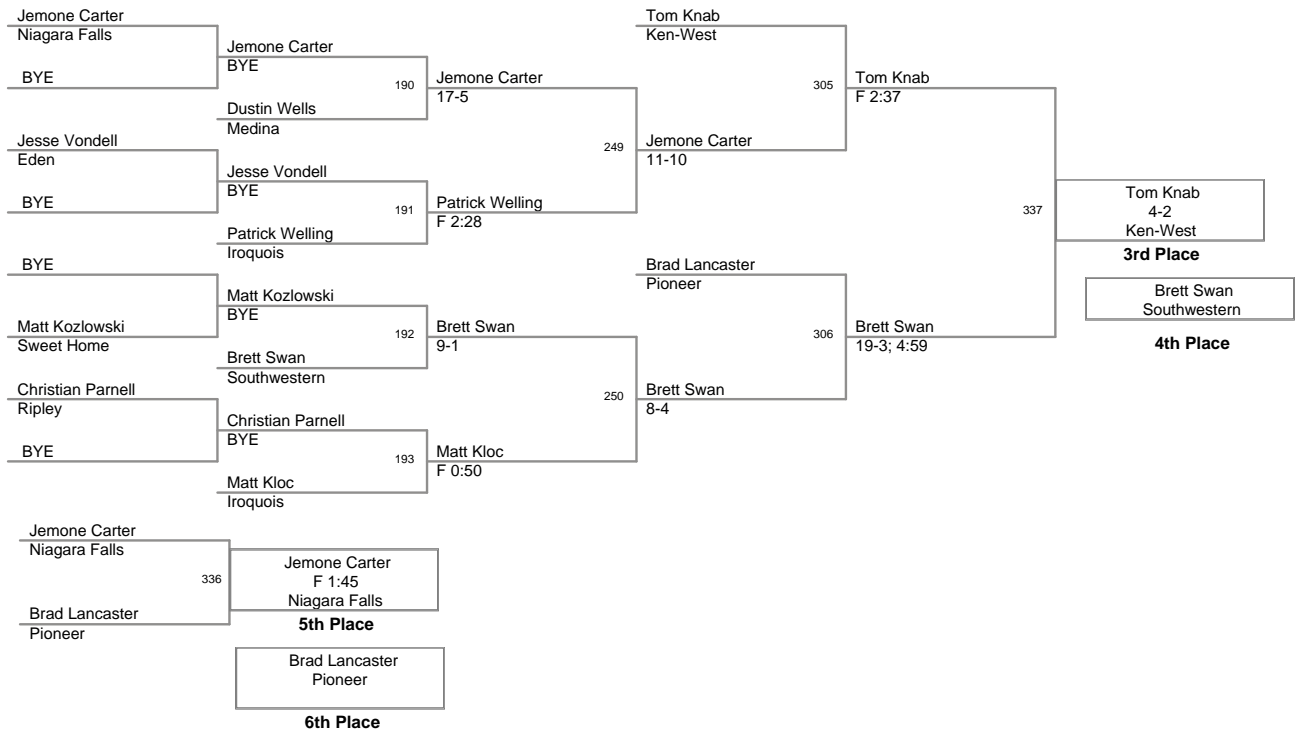 Jemone Carter
Niagara Falls
BYE
Jesse Vondell
Eden
BYE
BYE
Matt Kozlowski
Sweet Home
Christian Parnell
Ripley
BYE
Jemone Carter
BYE
190
Dustin Wells
Medina
Jesse Vondell
BYE
191
Patrick Welling
Iroquois
Matt Kozlowski
BYE
192
Brett Swan
Southwestern
Christian Parnell
BYE
193
Matt Kloc
Iroquois
Jemone Carter
17-5
249
Patrick Welling
F 2:28
Brett Swan
9-1
250
Matt Kloc
F 0:50
Tom Knab
Ken-West
305
Jemone Carter
11-10
Brad Lancaster
Pioneer
306
Brett Swan
8-4
Tom Knab
F 2:37
337
Brett Swan
19-3; 4:59
Tom Knab
4-2
Ken-West
3rd Place
Brett Swan
Southwestern
4th Place
Jemone Carter
Niagara Falls
336
Brad Lancaster
Pioneer
Jemone Carter
F 1:45
Niagara Falls
5th Place
Brad Lancaster
Pioneer
6th Place